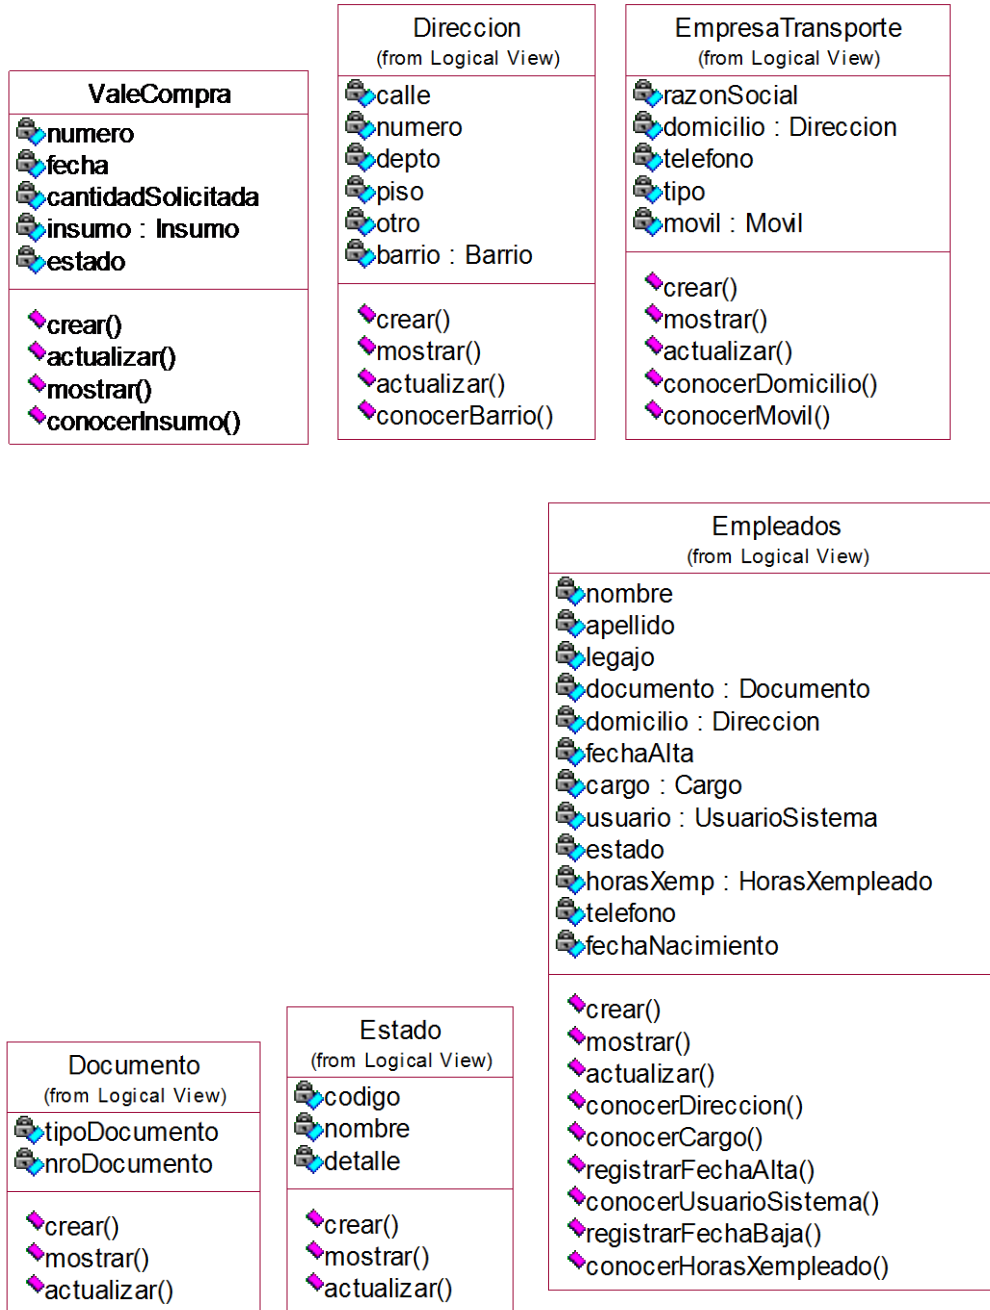 ValeCompra
numero
fecha
cantidadSolicitada
insumo : Insumo
estado
crear()
actualizar()
mostrar()
conocerInsumo()
Direccion
(from Logical View)
calle
numero
depto
piso
otro
barrio : Barrio
crear()
mostrar()
actualizar()
conocerBarrio()
EmpresaTransporte
(from Logical View)
razonSocial
domicilio : Direccion
telefono
tipo
movil : Movil
crear()
mostrar()
actualizar()
conocerDomicilio()
conocerMovil()
Documento
(from Logical View)
tipoDocumento
nroDocumento
crear()
mostrar()
actualizar()
Estado
(from Logical View)
codigo
nombre
detalle
crear()
mostrar()
actualizar()
Empleados
(from Logical View)
nombre
apellido
legajo
documento : Documento
domicilio : Direccion
fechaAlta
cargo : Cargo
usuario : UsuarioSistema
estado
horasXemp : HorasXempleado
telefono
fechaNacimiento
crear()
mostrar()
actualizar()
conocerDireccion()
conocerCargo()
registrarFechaAlta()
conocerUsuarioSistema()
registrarFechaBaja()
conocerHorasXempleado()